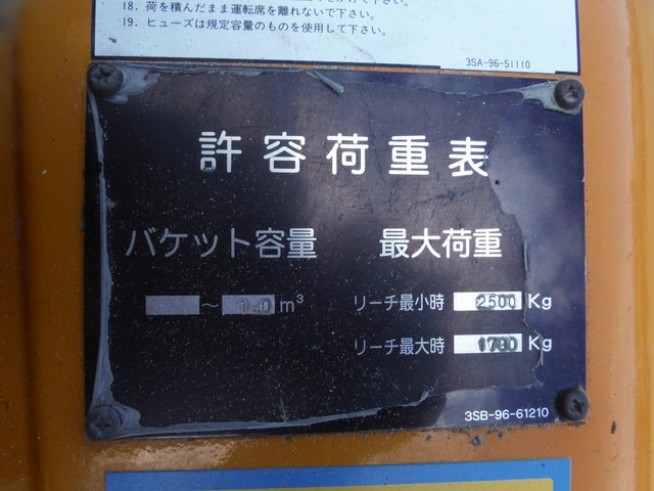 18. 荷を積んだまま運転席を離れないで下さい。
19. ヒューズは規定容量のものを使用して下さい。
3SA-96-51110
許容荷重表
バケット容量 最大荷重
～ 1.0 m³ リーチ最小時 2500 Kg
リーチ最大時 Kg
3SB-96-61210